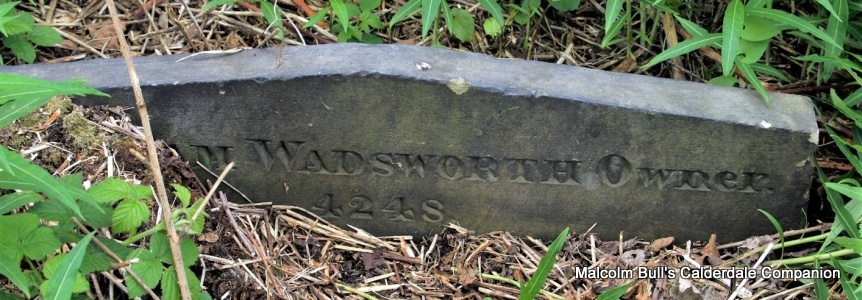 M WADSWORTH Owner.
4248
Malcolm Bull's Calderdale Companion